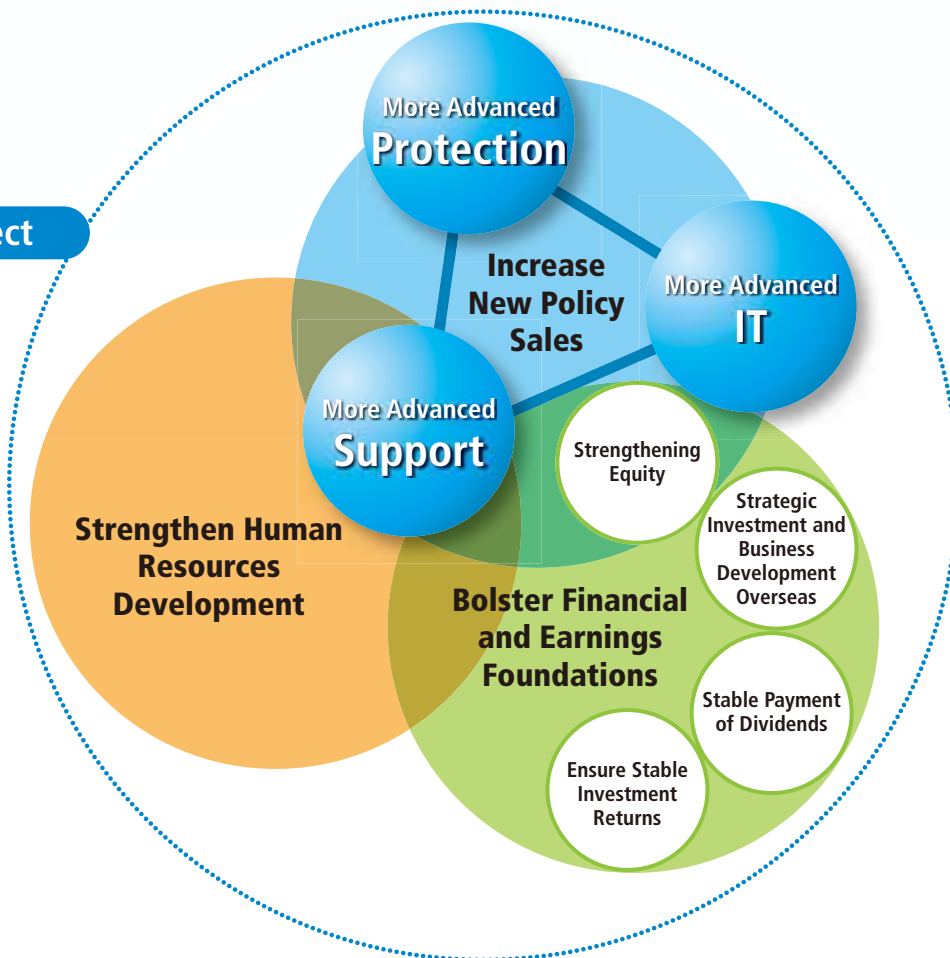 More Advanced
Protection
Increase
New Policy
Sales
More Advanced
IT
More Advanced
Support
Strengthening
Equity
Strategic
Investment and
Business
Development
Overseas
Strengthen Human
Resources
Development
Bolster Financial
and Earnings
Foundations
Stable Payment
of Dividends
Ensure Stable
Investment
Returns